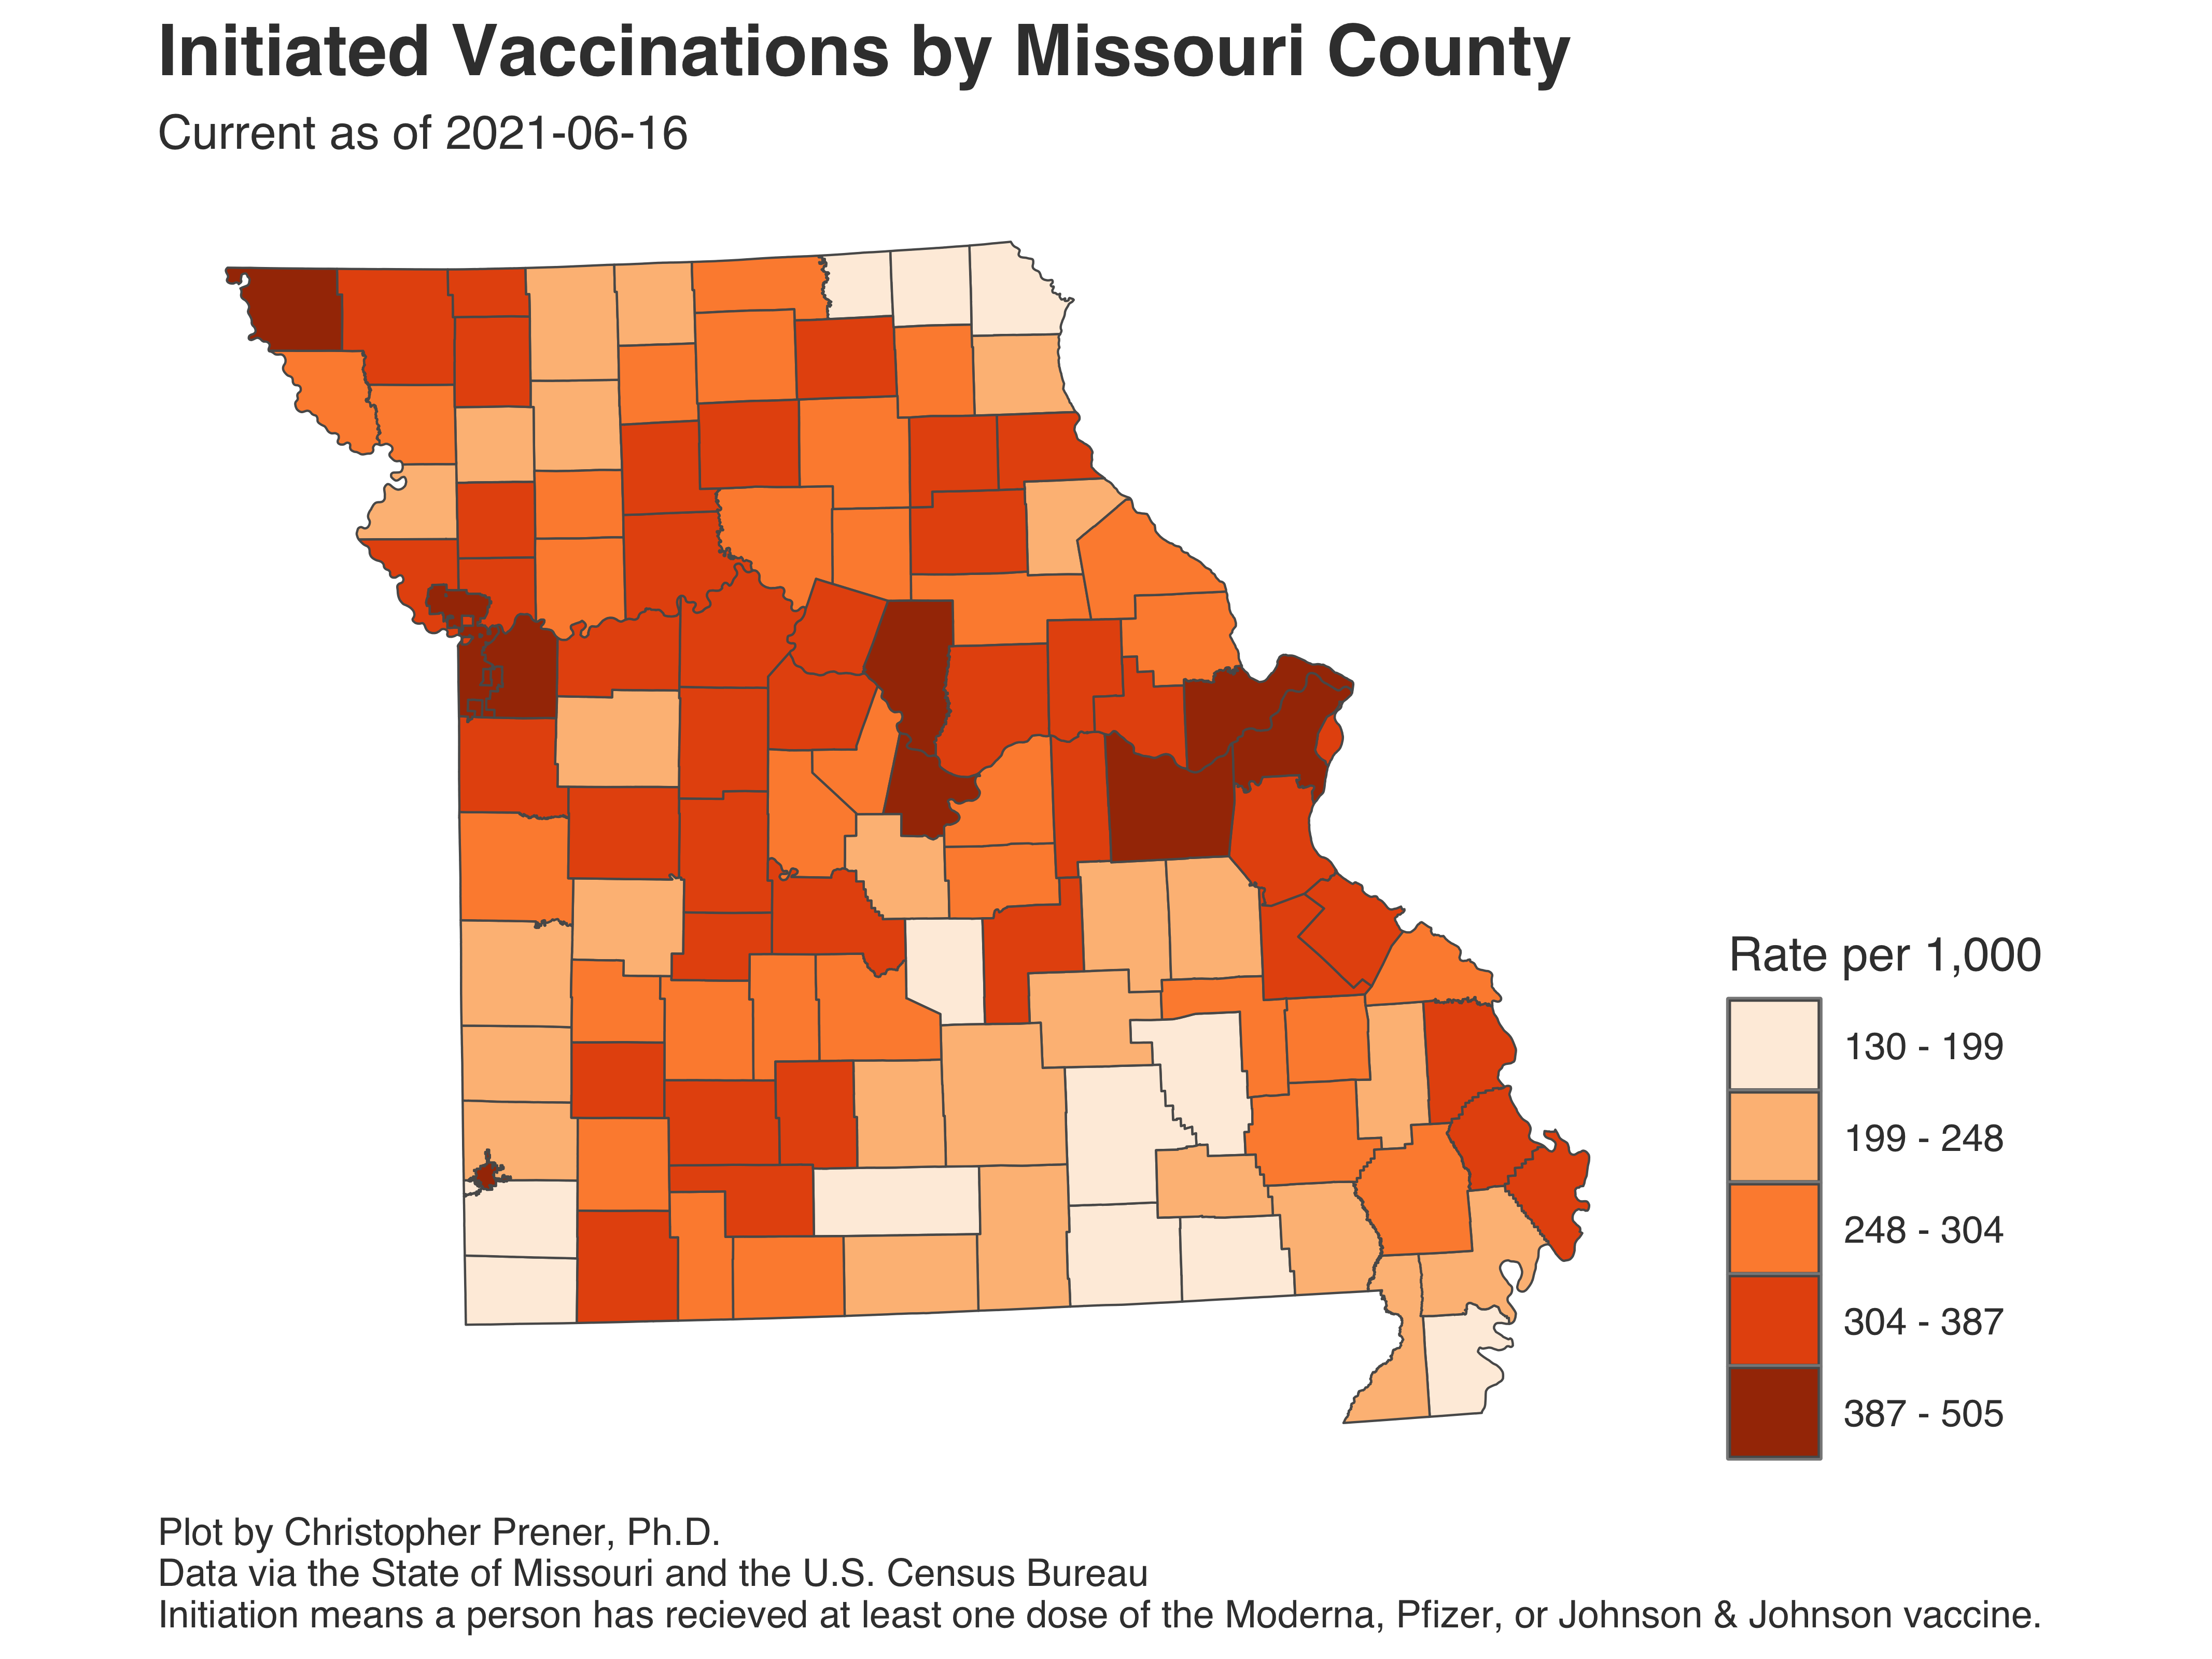 Initiated Vaccinations by Missouri County
Current as of 2021-06-16
Rate per 1,000
130 - 199
199 - 248
248 - 304
304 - 387
387 - 505
Plot by Christopher Prener, Ph.D.
Data via the State of Missouri and the U.S. Census Bureau
Initiation means a person has recieved at least one dose of the Moderna, Pfizer, or Johnson & Johnson vaccine.